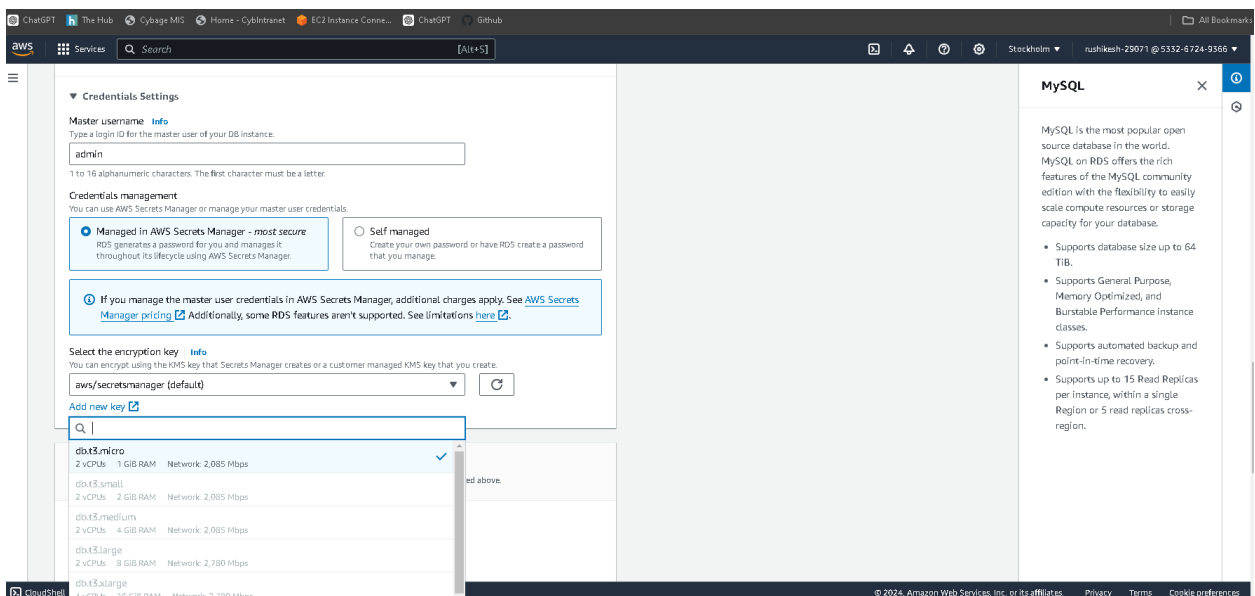 ChatGPT The Hub Cybage MIS Home - CybIntranet EC2 Instance Conne... ChatGPT Github All Bookmarks
aws Services Search [Alt+S] Stockholm ▼ rushikesh-29071 @ 5332-6724-9366 ▼
▼ Credentials Settings
Master username Info
Type a login ID for the master user of your DB instance.
admin
1 to 16 alphanumeric characters. The first character must be a letter.
Credentials management
You can use AWS Secrets Manager or manage your master user credentials.
Managed in AWS Secrets Manager - most secure
RDS generates a password for you and manages it
throughout its lifecycle using AWS Secrets Manager.
Self managed
Create your own password or have RDS create a password
that you manage.
If you manage the master user credentials in AWS Secrets Manager, additional charges apply. See AWS Secrets
Manager pricing Additionally, some RDS features aren't supported. See limitations here .
Select the encryption key Info
You can encrypt using the KMS key that Secrets Manager creates or a customer managed KMS key that you create.
aws/secretsmanager (default)
Add new key
db.t3.micro
2 vCPUs 1 GiB RAM Network: 2,085 Mbps
db.t3.small
2 vCPUs 2 GiB RAM Network: 2,085 Mbps
ed above.
db.t3.medium
2 vCPUs 4 GiB RAM Network: 2,085 Mbps
db.t3.large
2 vCPUs 8 GiB RAM Network: 2,780 Mbps
db.t3.xlarge
4 vCPUs 16 GiB RAM Network: 2,780 Mbps
MySQL
MySQL is the most popular open
source database in the world.
MySQL on RDS offers the rich
features of the MySQL community
edition with the flexibility to easily
scale compute resources or storage
capacity for your database.
• Supports database size up to 64
TiB.
• Supports General Purpose,
Memory Optimized, and
Burstable Performance instance
classes.
• Supports automated backup and
point-in-time recovery.
• Supports up to 15 Read Replicas
per instance, within a single
Region or 5 read replicas cross-
region.
CloudShell © 2024, Amazon Web Services, Inc. or its affiliates. Privacy Terms Cookie preferences